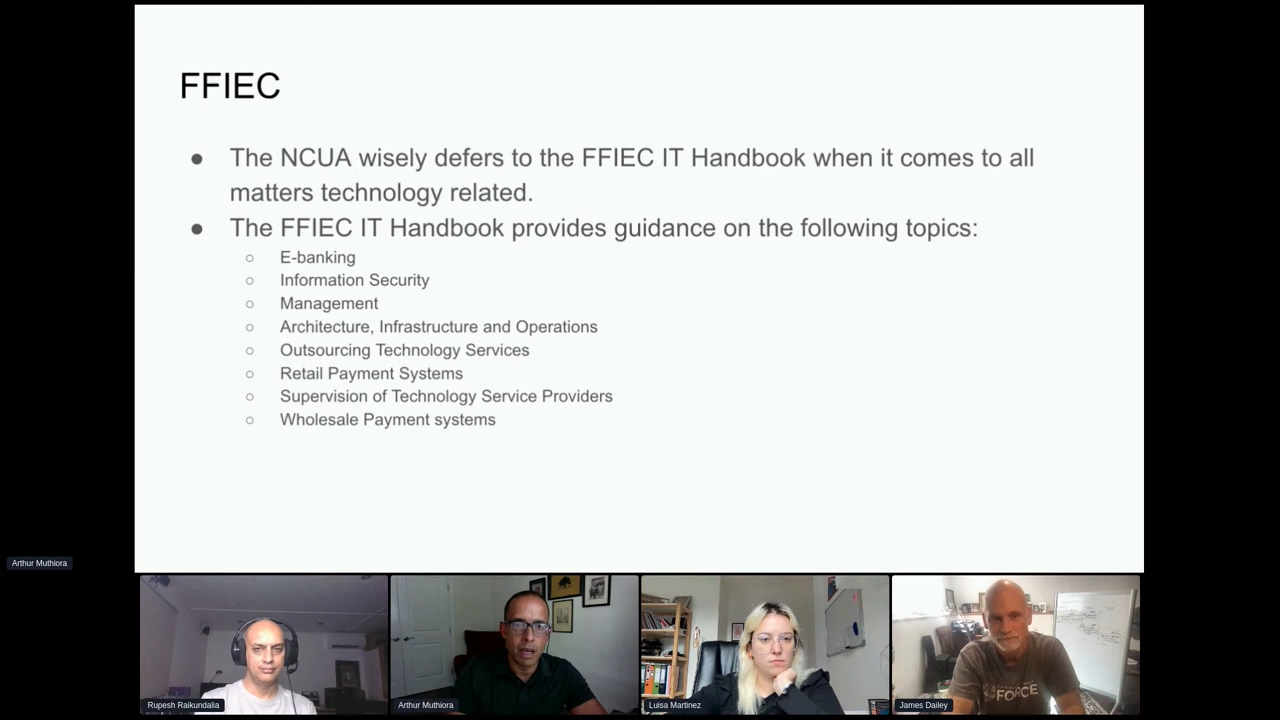 FFIEC
● The NCUA wisely defers to the FFIEC IT Handbook when it comes to all
matters technology related.
● The FFIEC IT Handbook provides guidance on the following topics:
○ E-banking
○ Information Security
○ Management
○ Architecture, Infrastructure and Operations
○ Outsourcing Technology Services
○ Retail Payment Systems
○ Supervision of Technology Service Providers
○ Wholesale Payment systems
Arthur Muthiora
FORCE
Rupesh Raikundalia
Arthur Muthiora
Luisa Martinez
James Dailey